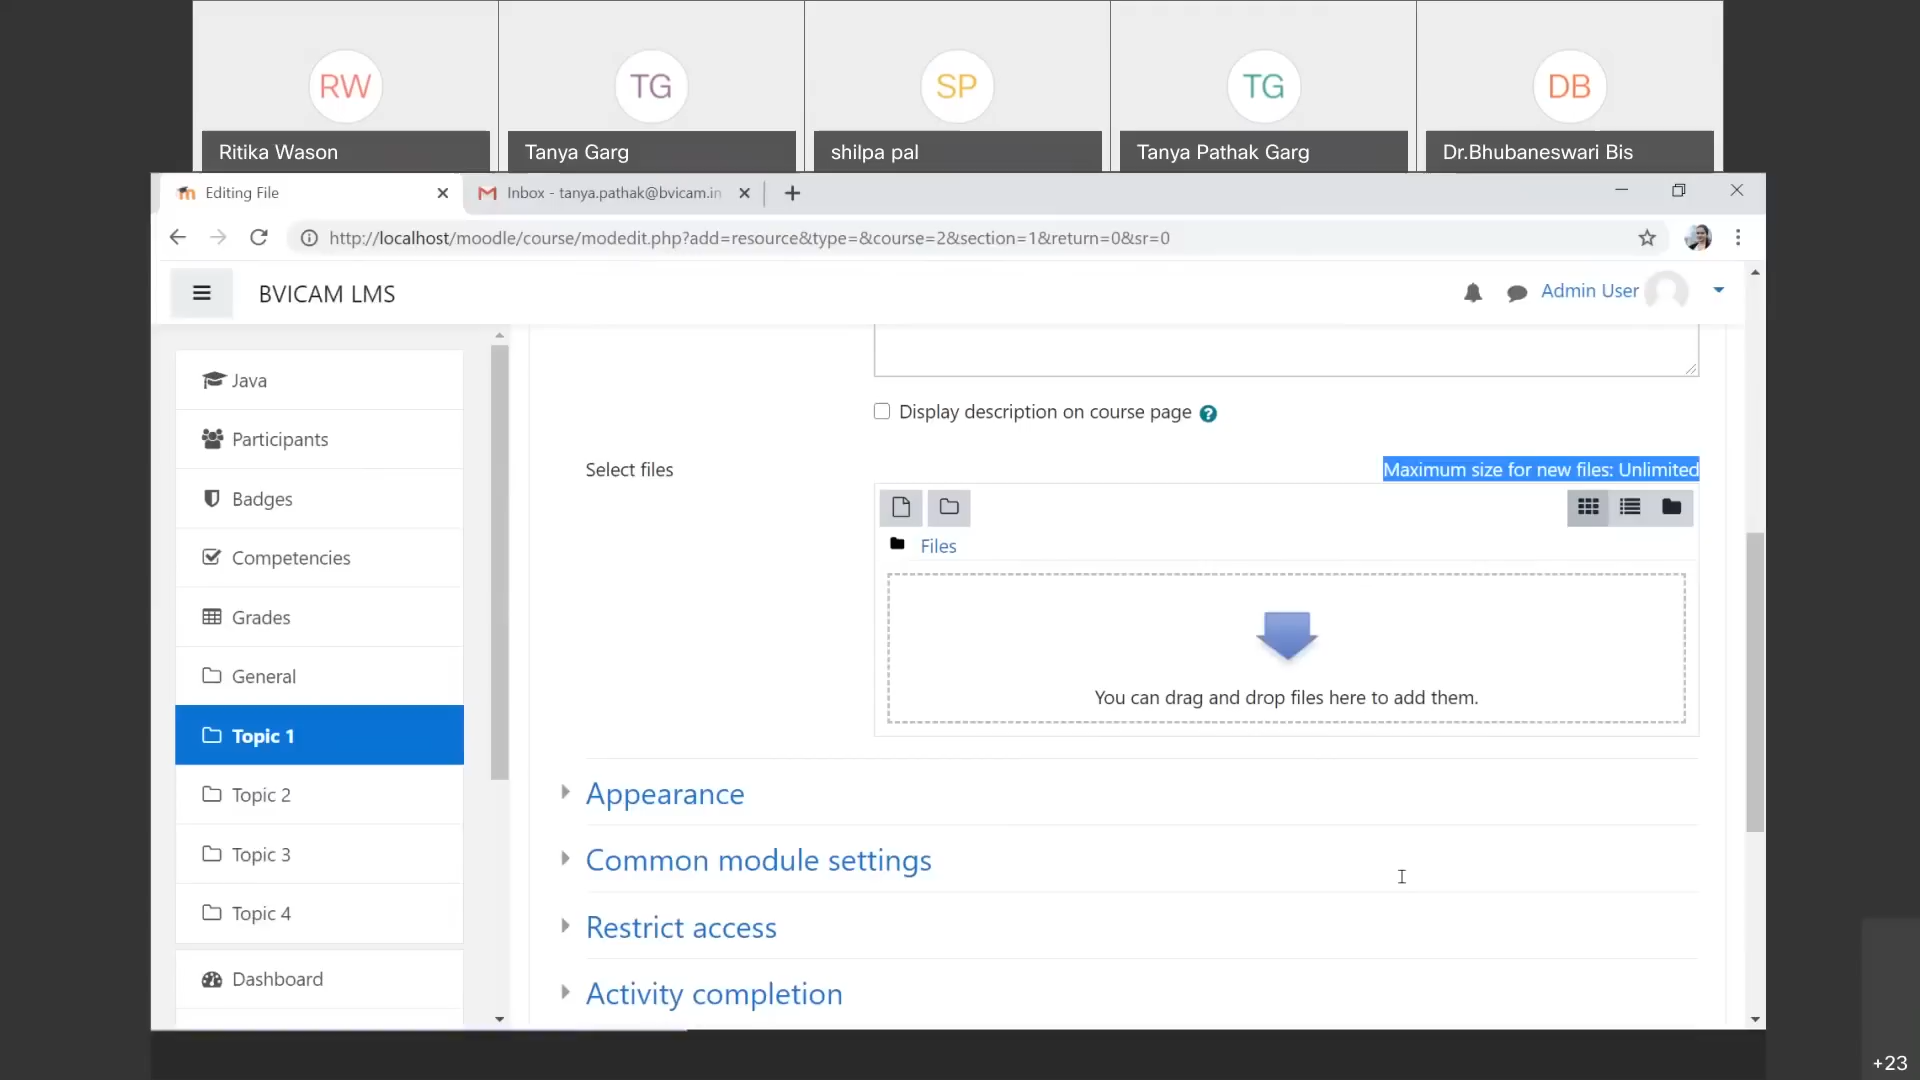 RW
TG
SP
TG
DB
Ritika Wason
Tanya Garg
shilpa pal
Tanya Pathak Garg
Dr.Bhubaneswari Bis
Editing File
Inbox - tanya.pathak@bvicam.in
http://localhost/moodle/course/modedit.php?add=resource&type=&course=2&section=1&return=0&sr=0
BVICAM LMS
Admin User
Java
Participants
Badges
Competencies
Grades
General
Topic 1
Topic 2
Topic 3
Topic 4
Dashboard
Display description on course page
Select files
Maximum size for new files: Unlimited
Files
You can drag and drop files here to add them.
Appearance
Common module settings
Restrict access
Activity completion
+23